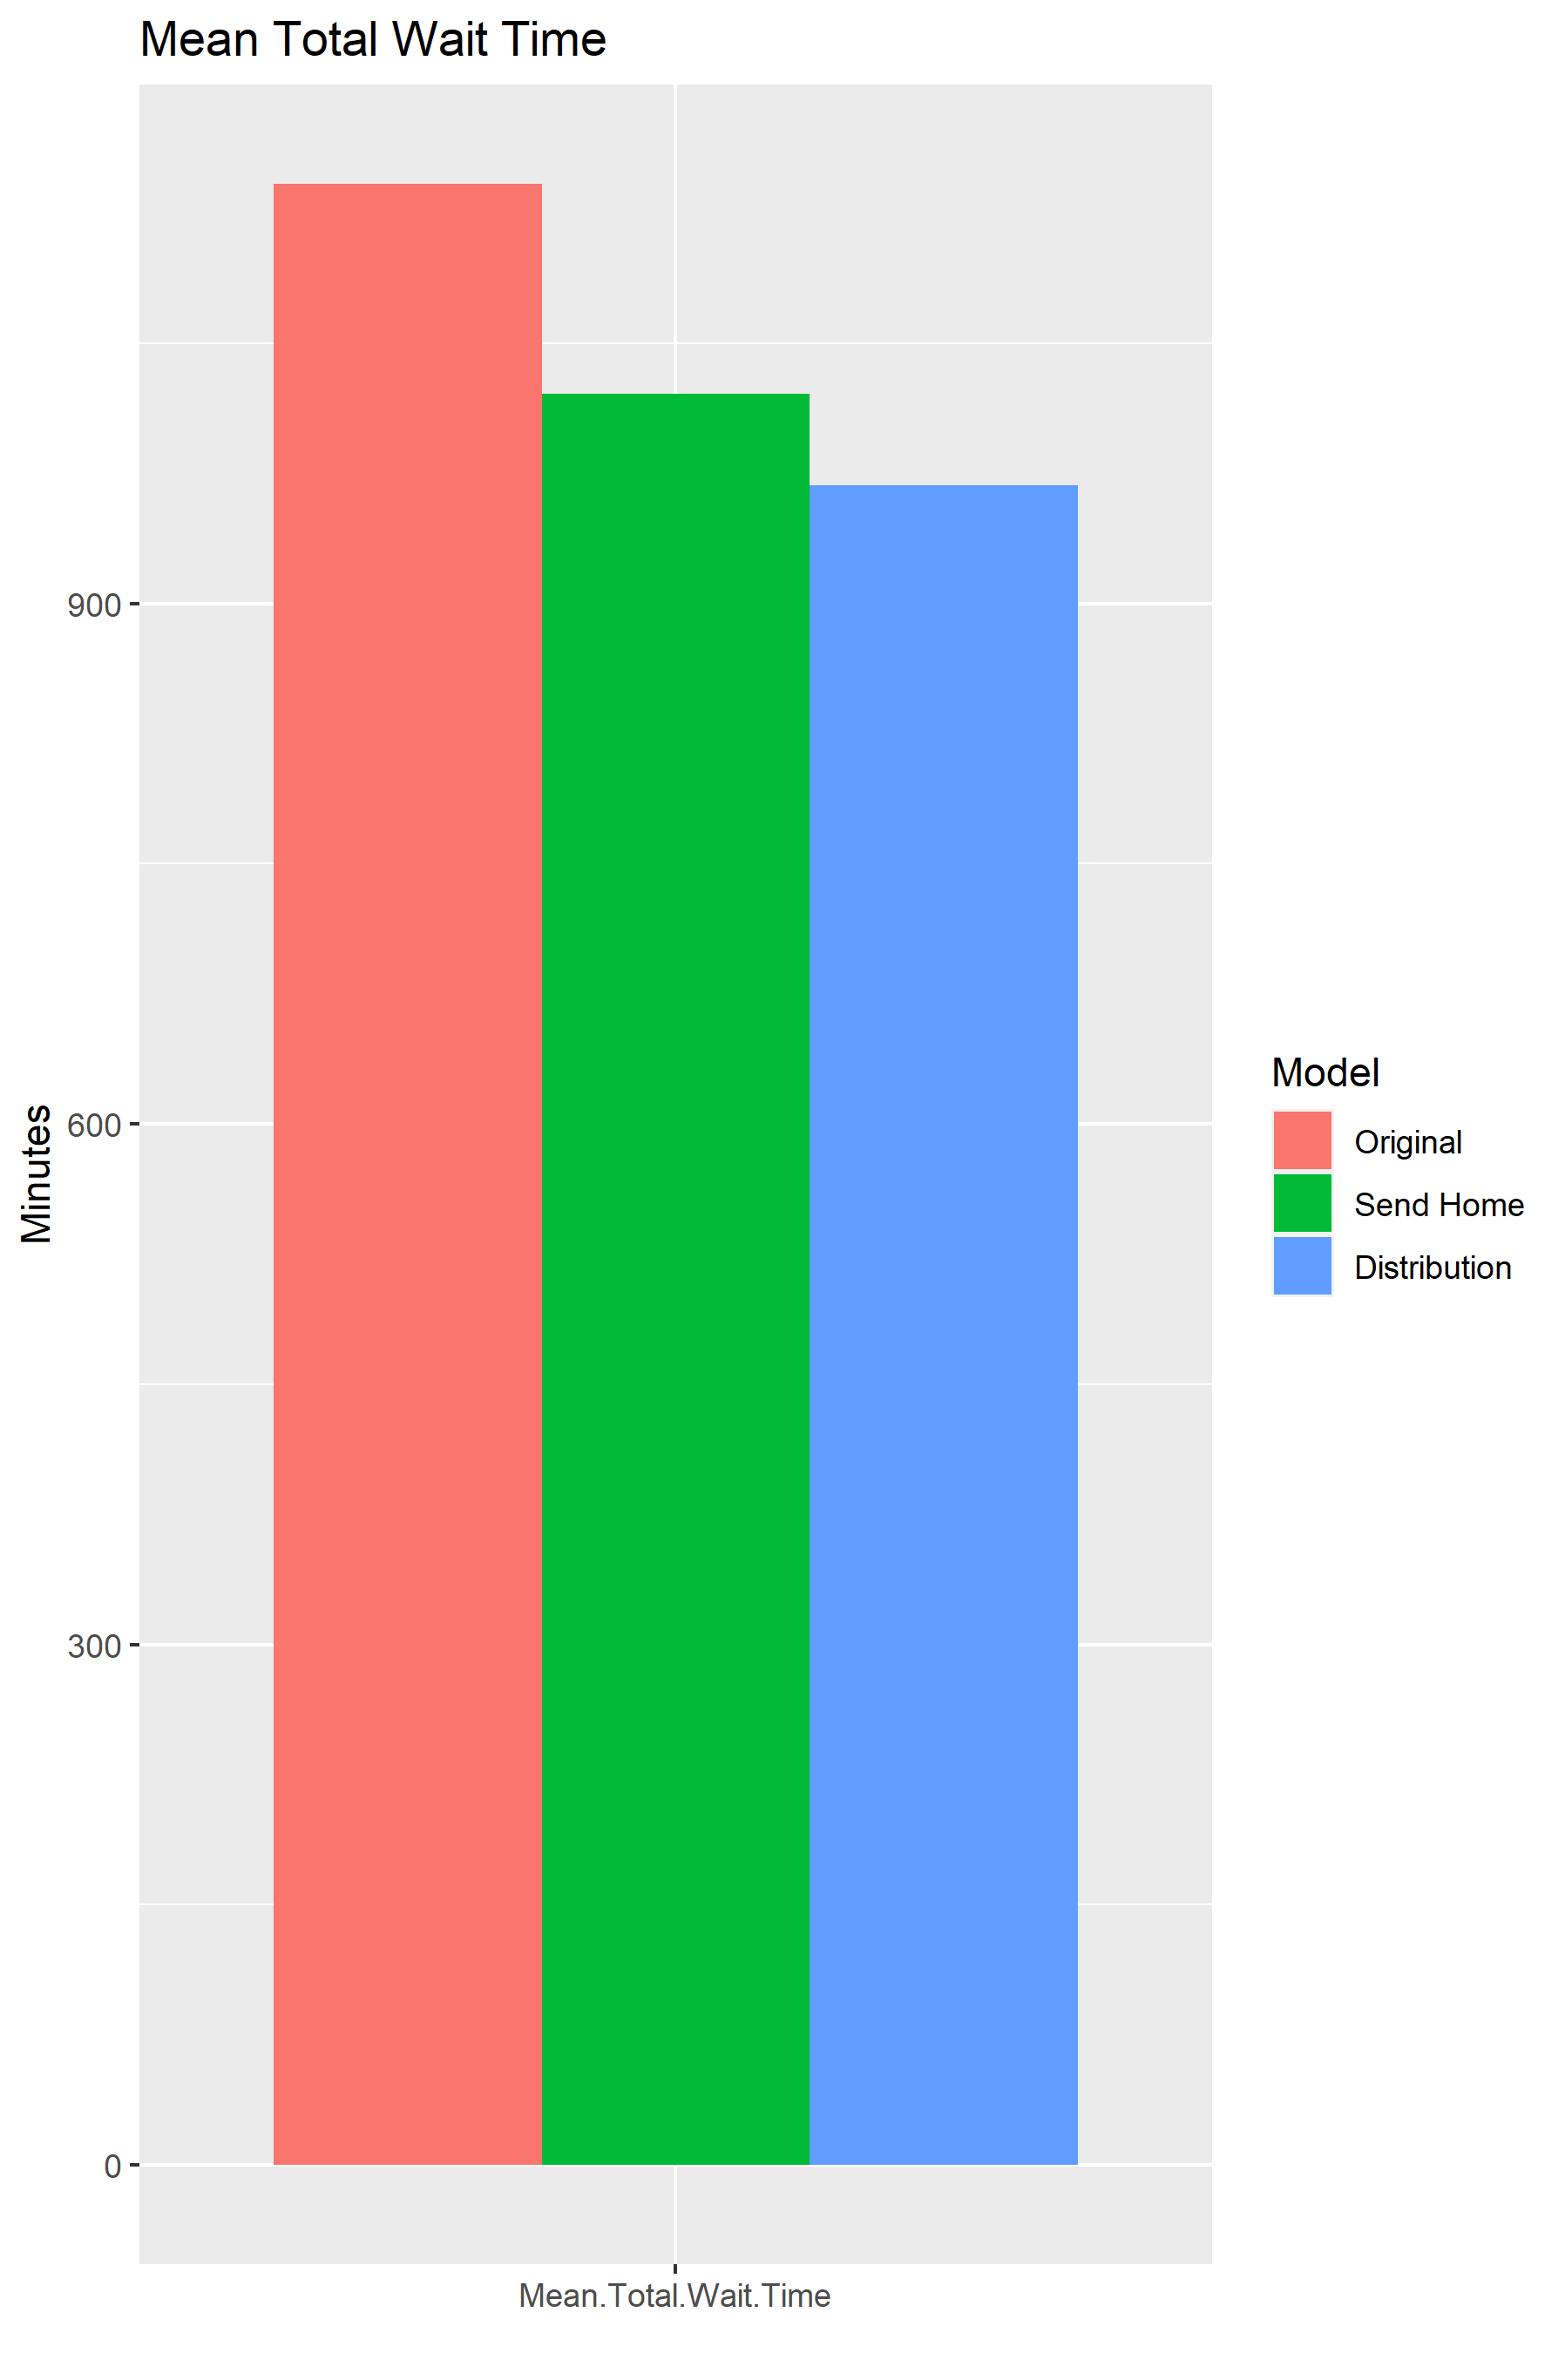 Mean Total Wait Time
Minutes
900
600
300
0
Mean.Total.Wait.Time
Model
Original
Send Home
Distribution